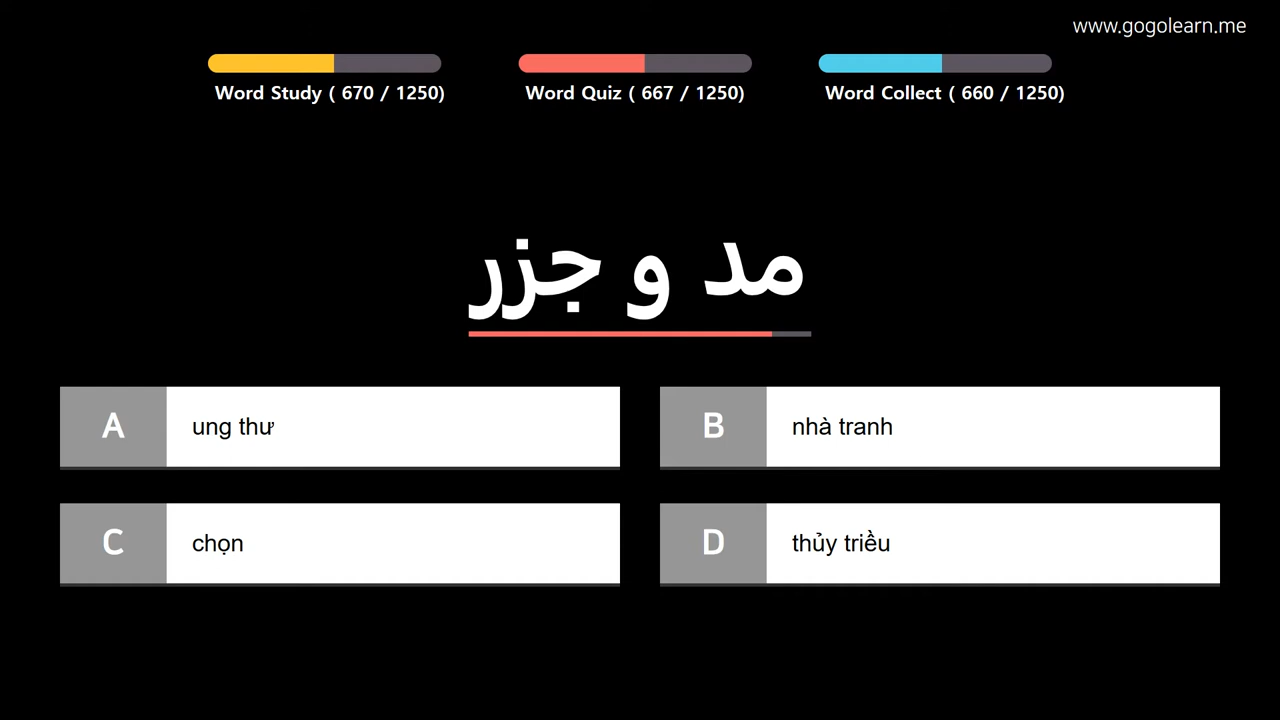 www.gogolearn.me
Word Study ( 670 / 1250)
Word Quiz ( 667 / 1250)
Word Collect ( 660 / 1250)
مد و جزر
A
ung thư
B
nhà tranh
C
chọn
D
thủy triều